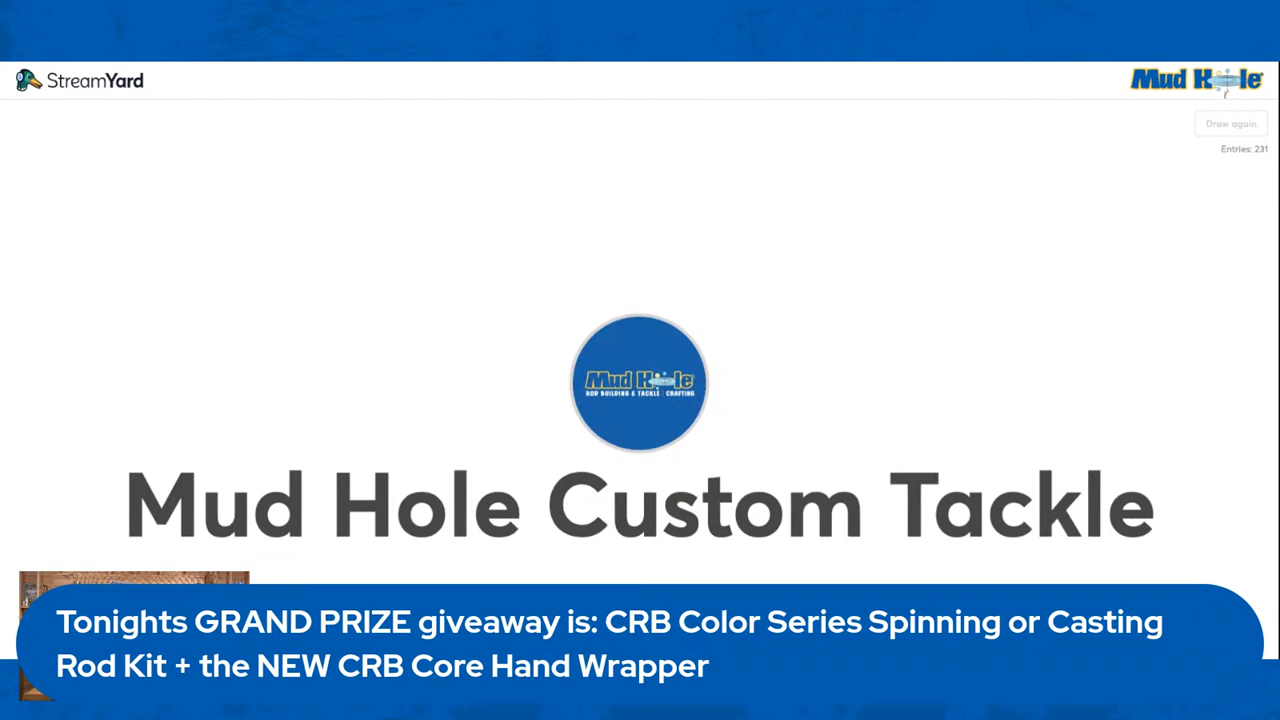 StreamYard
Mud Hole
Draw again
Entries: 231
Mud Hole
ROD BUILDING & TACKLE CRAFTING
Mud Hole Custom Tackle
Tonights GRAND PRIZE giveaway is: CRB Color Series Spinning or Casting
Rod Kit + the NEW CRB Core Hand Wrapper